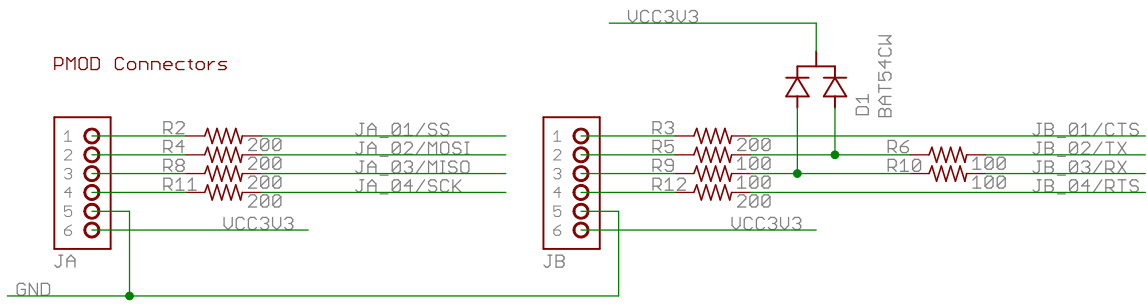 VCC3V3
PMOD Connectors
D1
BAT54CW
1 R2 200 JA_01/SS
2 R4 200 JA_02/MOSI
3 R8 200 JA_03/MISO
4 R11 200 JA_04/SCK
5
6 VCC3V3
JA
1 R3 200 JB_01/CTS
2 R5 100 R6 100 JB_02/TX
3 R9 100 R10 100 JB_03/RX
4 R12 200 JB_04/RTS
5
6 VCC3V3
JB
GND